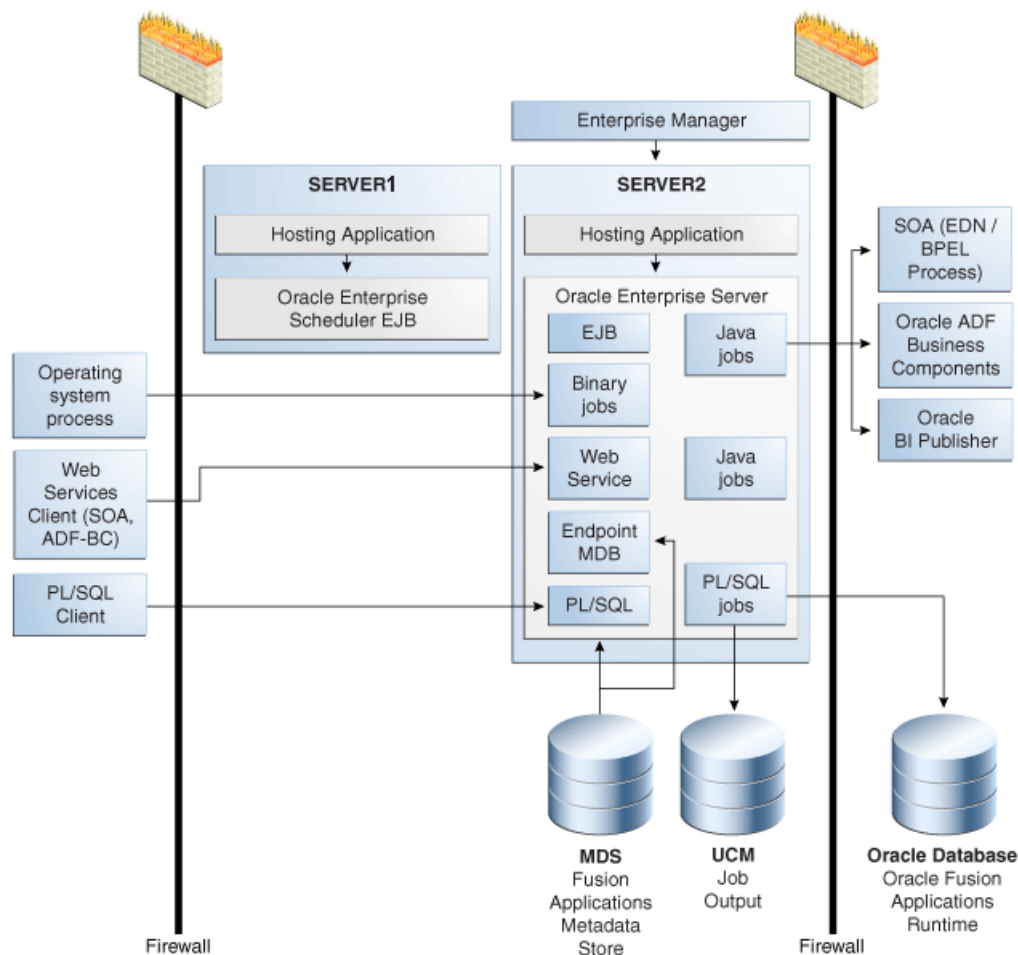 Enterprise Manager
SERVER1
Hosting Application
Oracle Enterprise
Scheduler EJB
SERVER2
Hosting Application
Oracle Enterprise Server
EJB
Java
jobs
Binary
jobs
Web
Service
Java
jobs
Endpoint
MDB
PL/SQL
PL/SQL
jobs
SOA (EDN /
BPEL
Process)
Oracle ADF
Business
Components
Oracle
BI Publisher
Operating
system
process
Web
Services
Client (SOA,
ADF-BC)
PL/SQL
Client
MDS
Fusion
Applications
Metadata
Store
UCM
Job
Output
Oracle Database
Oracle Fusion
Applications
Runtime
Firewall
Firewall